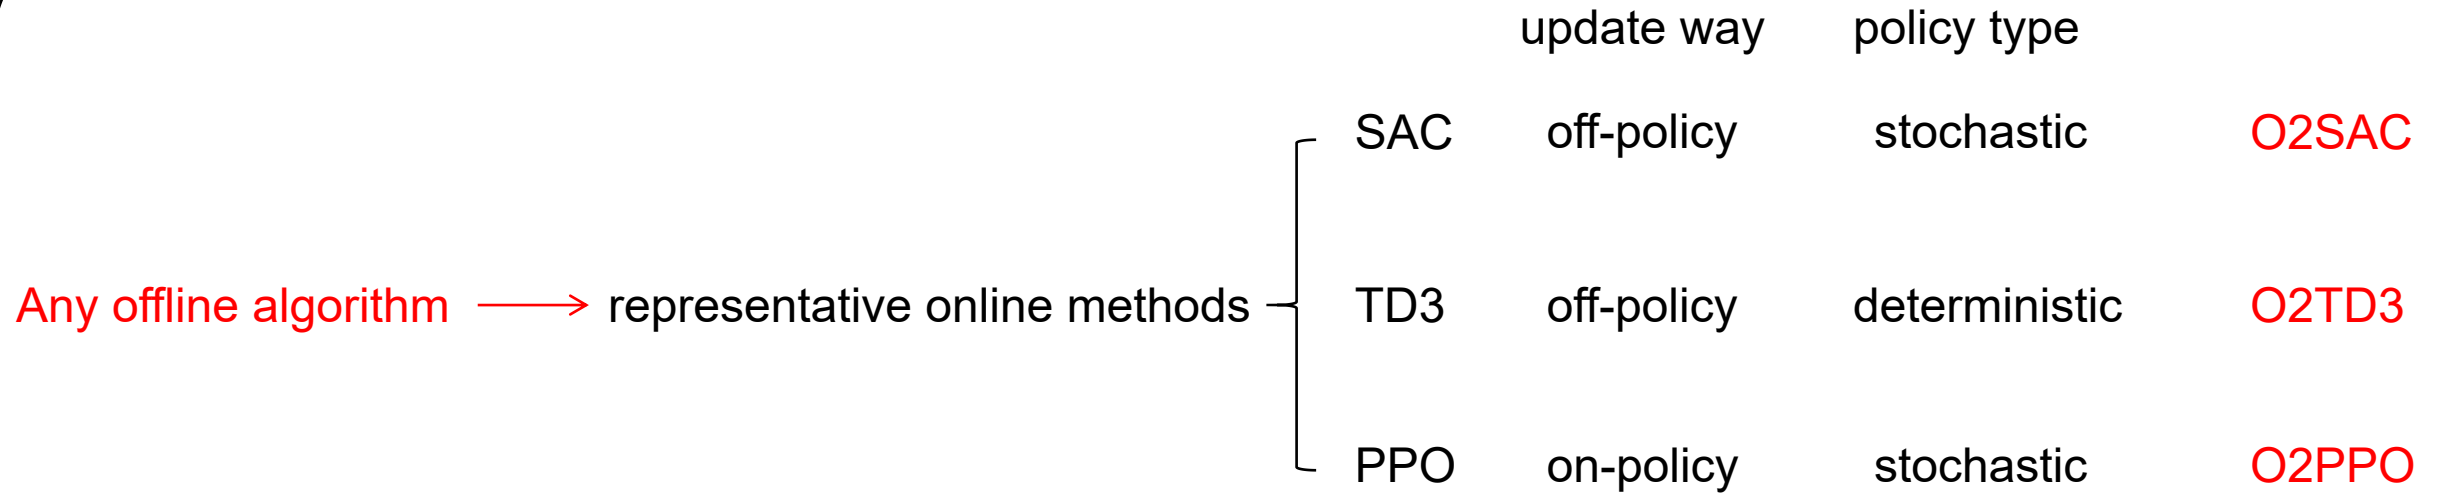 update way policy type
SAC off-policy stochastic O2SAC
Any offline algorithm representative online methods TD3 off-policy deterministic O2TD3
PPO on-policy stochastic O2PPO